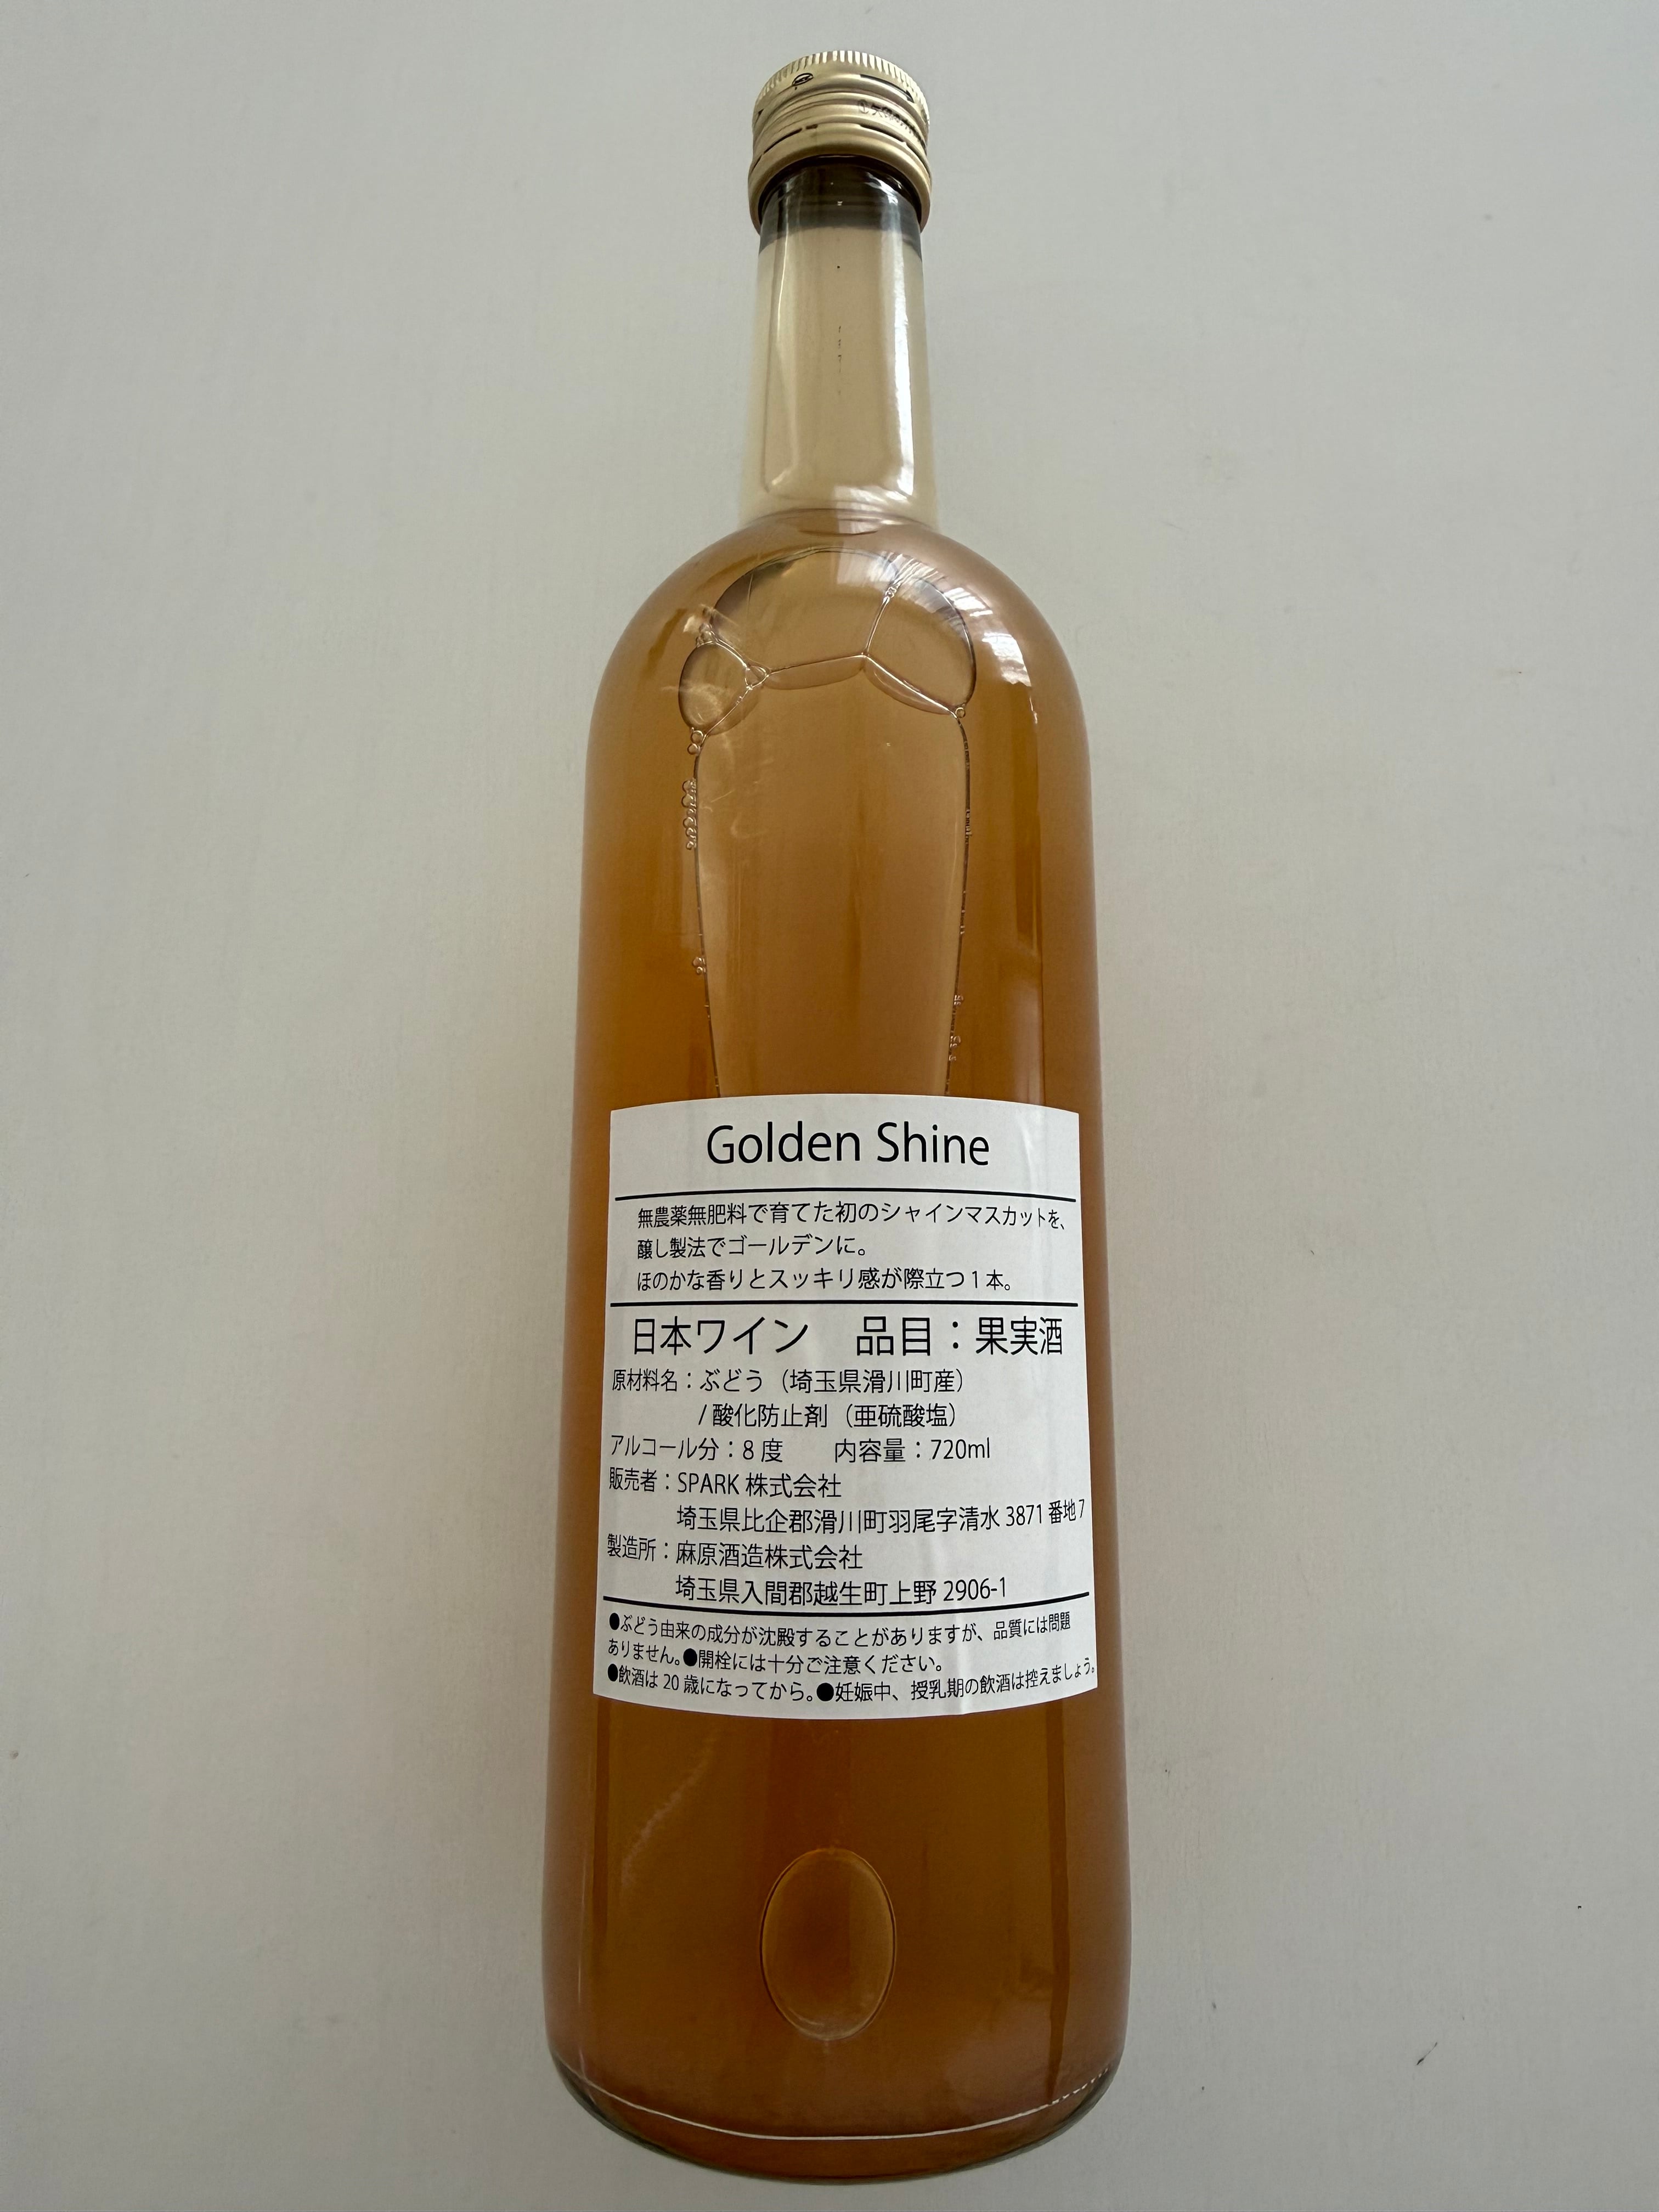 Golden Shine
無農薬無肥料で育てた初のシャインマスカットを、
醸し製法でゴールデンに。
ほのかな香りとスッキリ感が際立つ1本。
日本ワイン 品目：果実酒
原材料名：ぶどう（埼玉県滑川町産）
/ 酸化防止剤（亜硫酸塩）
アルコール分：8度 内容量：720ml
販売者：SPARK 株式会社
埼玉県比企郡滑川町羽尾字清水 3871 番地 7
製造所：麻原酒造株式会社
埼玉県入間郡越生町上野 2906-1
●ぶどう由来の成分が沈殿することがありますが、品質には問題
ありません。●開栓には十分ご注意ください。
●飲酒は 20 歳になってから。●妊娠中、授乳期の飲酒は控えましょう。